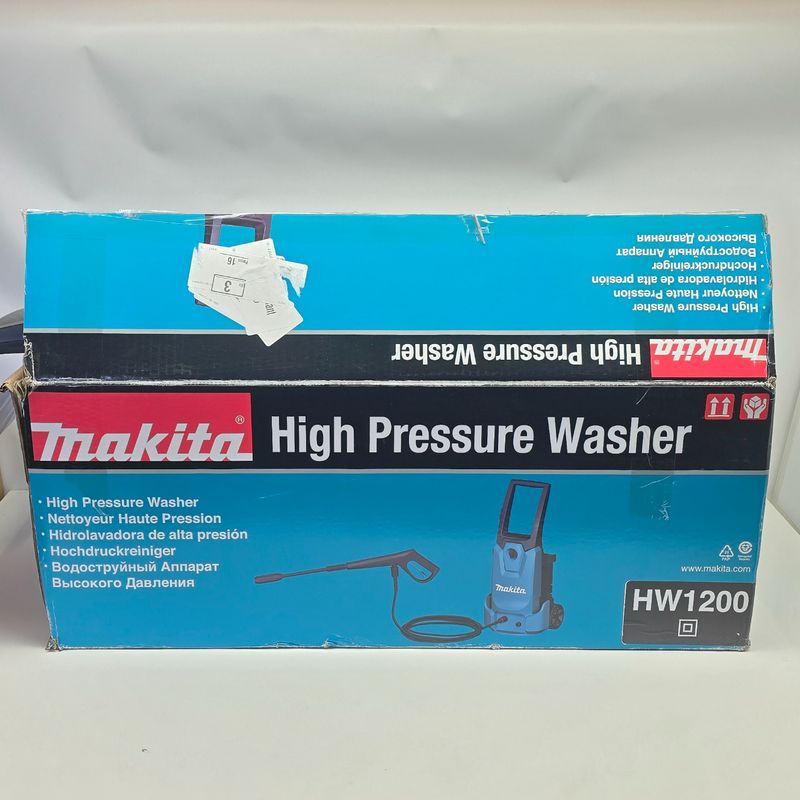 High Pressure Washer
• Nettoyeur Haute Pression
• Hidrolavadora de alta presión
• Hochdruckreiniger
• Водоструйный Аппарат
Высокого Давления
16
3
makita High Pressure Washer
makita® High Pressure Washer
• High Pressure Washer
• Nettoyeur Haute Pression
• Hidrolavadora de alta presión
• Hochdruckreiniger
• Водоструйный Аппарат
Высокого Давления
makita
PAP
www.makita.com
HW1200